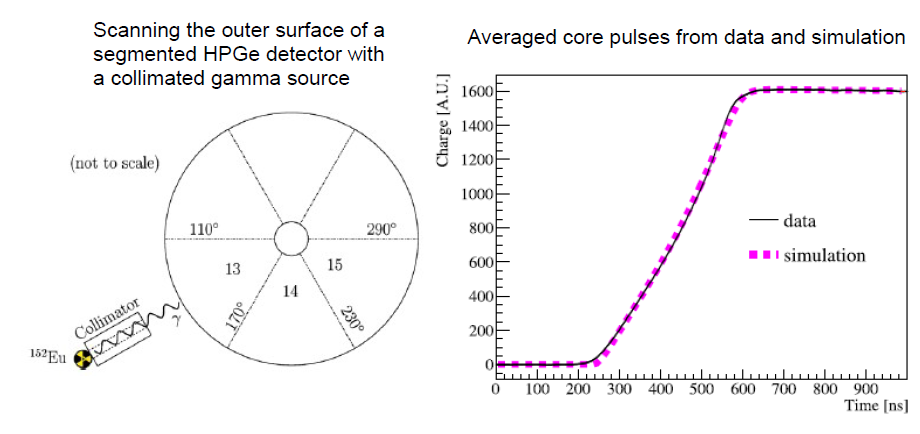 Scanning the outer surface of a
segmented HPGe detector with
a collimated gamma source
(not to scale)
110°
290°
13
15
14
170°
230°
Collimator
γ
¹⁵²Eu
Averaged core pulses from data and simulation
Charge [A.U.]
1600
1400
1200
1000
800
600
400
200
0
data
simulation
0 100 200 300 400 500 600 700 800 900
Time [ns]